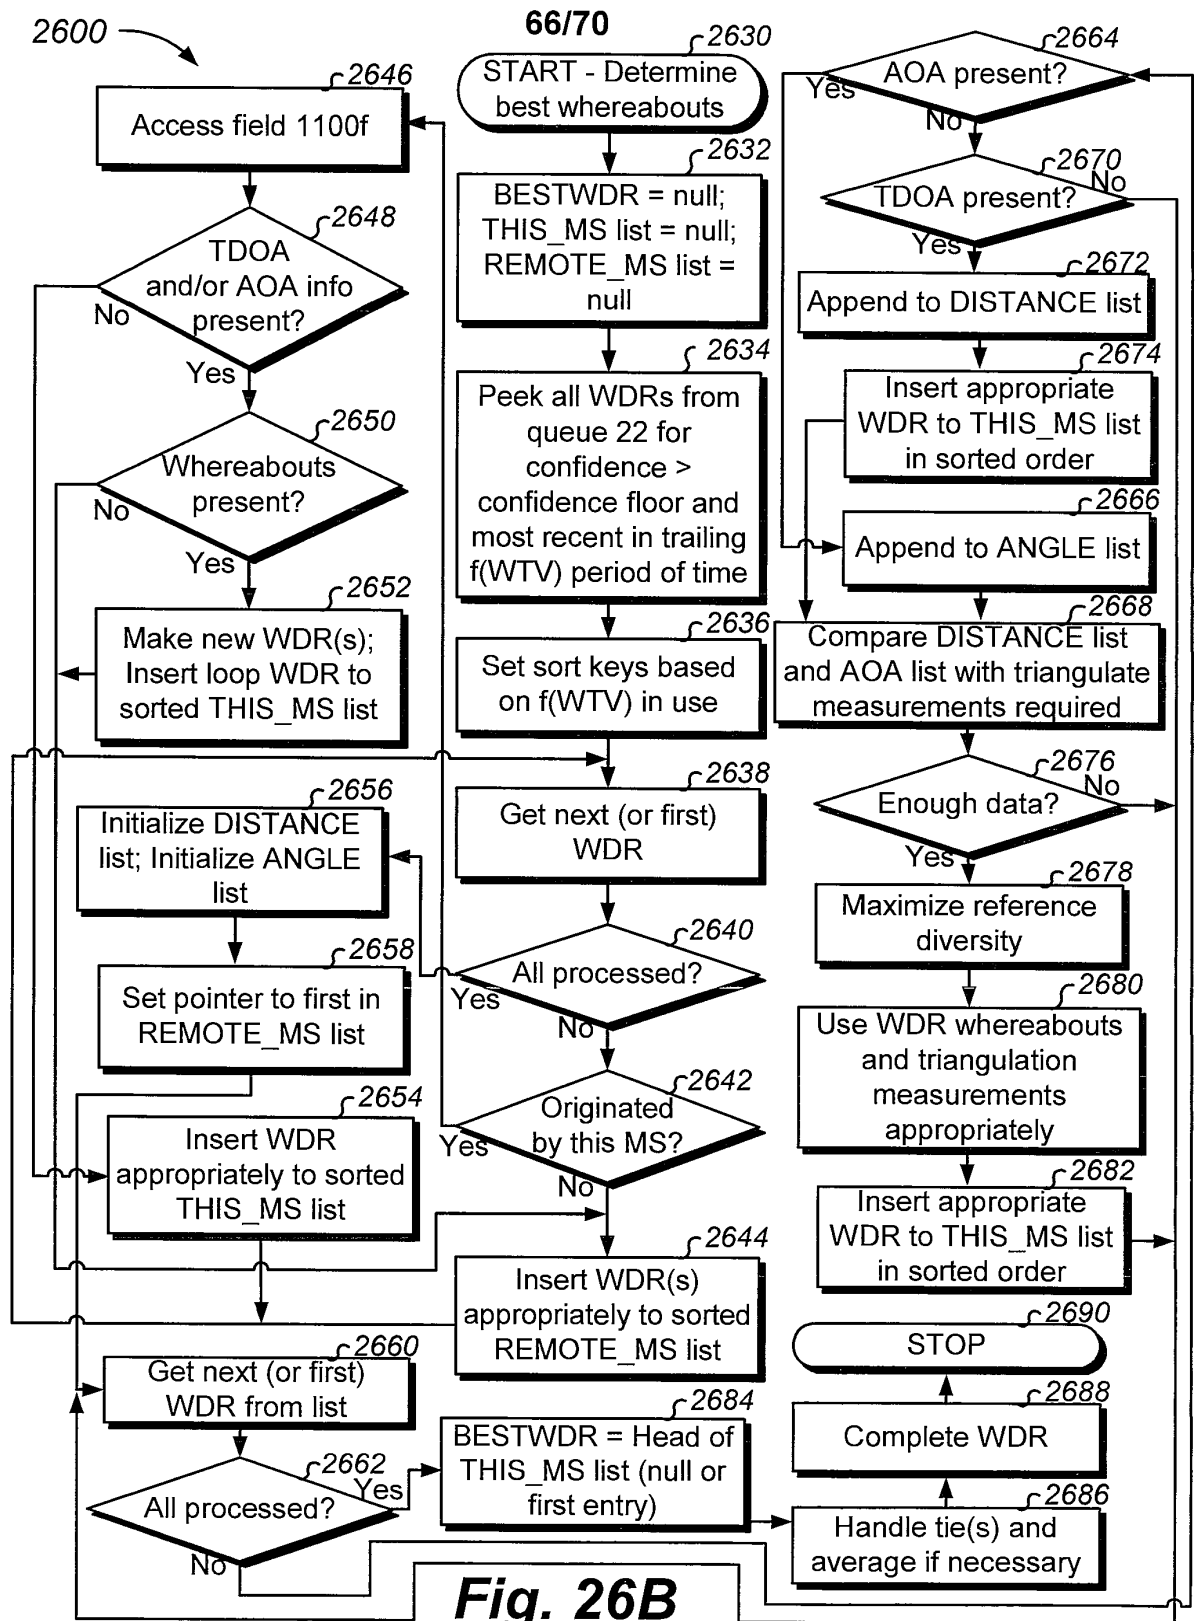 66/70
2600
2646
Access field 1100f
2648
TDOA
and/or AOA info
present?
No
Yes
2650
Whereabouts
present?
No
Yes
2652
Make new WDR(s);
Insert loop WDR to
sorted THIS_MS list
2656
Initialize DISTANCE
list; Initialize ANGLE
list
2658
Set pointer to first in
REMOTE_MS list
2654
Insert WDR
appropriately to sorted
THIS_MS list
2660
Get next (or first)
WDR from list
2662
All processed?
Yes
No
2630
START - Determine
best whereabouts
2632
BESTWDR = null;
THIS_MS list = null;
REMOTE_MS list =
null
2634
Peek all WDRs from
queue 22 for
confidence >
confidence floor and
most recent in trailing
f(WTV) period of time
2636
Set sort keys based
on f(WTV) in use
2638
Get next (or first)
WDR
2640
All processed?
Yes
No
2642
Originated
by this MS?
Yes
No
2644
Insert WDR(s)
appropriately to sorted
REMOTE_MS list
2684
BESTWDR = Head of
THIS_MS list (null or
first entry)
2664
AOA present?
Yes
No
2670
TDOA present?
No
Yes
2672
Append to DISTANCE list
2674
Insert appropriate
WDR to THIS_MS list
in sorted order
2666
Append to ANGLE list
2668
Compare DISTANCE list
and AOA list with triangulate
measurements required
2676
Enough data?
No
Yes
2678
Maximize reference
diversity
2680
Use WDR whereabouts
and triangulation
measurements
appropriately
2682
Insert appropriate
WDR to THIS_MS list
in sorted order
2690
STOP
2688
Complete WDR
2686
Handle tie(s) and
average if necessary
Fig. 26B